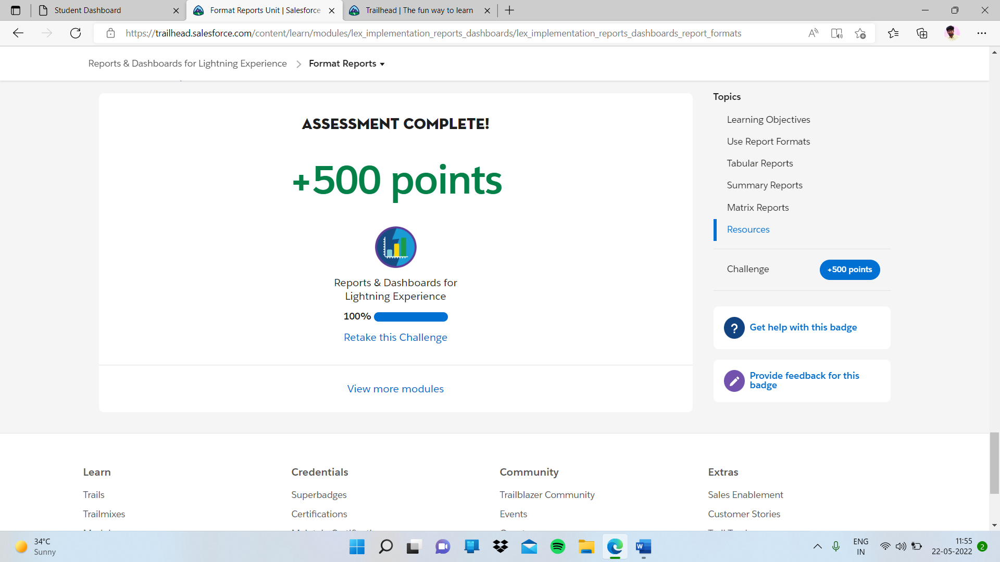 Student Dashboard
Format Reports Unit | Salesforce
Trailhead | The fun way to learn
https://trailhead.salesforce.com/content/learn/modules/lex_implementation_reports_dashboards/lex_implementation_reports_dashboards_report_formats
Reports & Dashboards for Lightning Experience
Format Reports
ASSESSMENT COMPLETE!
+500 points
Reports & Dashboards for
Lightning Experience
100%
Retake this Challenge
View more modules
Topics
Learning Objectives
Use Report Formats
Tabular Reports
Summary Reports
Matrix Reports
Resources
Challenge
+500 points
Get help with this badge
Provide feedback for this
badge
Learn
Trails
Trailmixes
Credentials
Superbadges
Certifications
Community
Trailblazer Community
Events
Extras
Sales Enablement
Customer Stories
34°C
Sunny
ENG
IN
11:55
22-05-2022
2